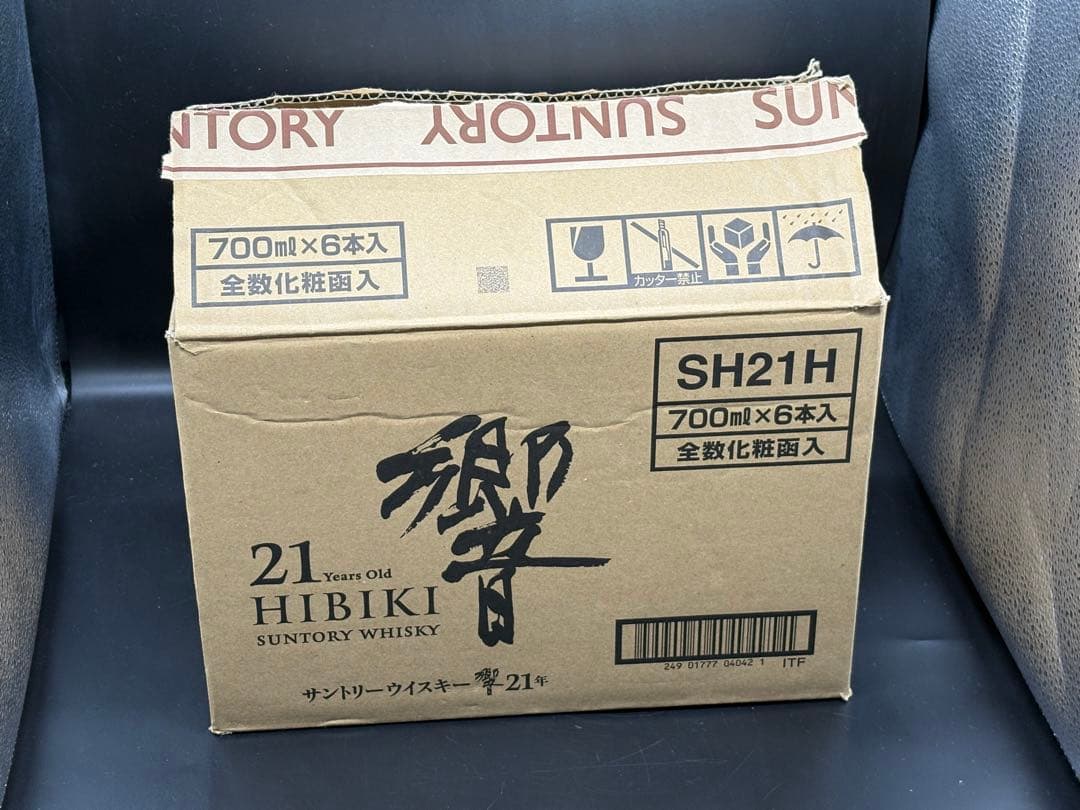 NTORY SUNTORY SUN
700ml×6本入
全数化粧函入
カッター禁止
SH21H
700ml×6本入
全数化粧函入
響
21 Years Old
HIBIKI
SUNTORY WHISKY
249 01777 04042 1 ITF
サントリーウイスキー 響 21年